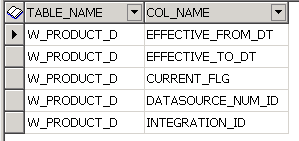 TABLE_NAME COL_NAME
W_PRODUCT_D EFFECTIVE_FROM_DT
W_PRODUCT_D EFFECTIVE_TO_DT
W_PRODUCT_D CURRENT_FLG
W_PRODUCT_D DATASOURCE_NUM_ID
W_PRODUCT_D INTEGRATION_ID